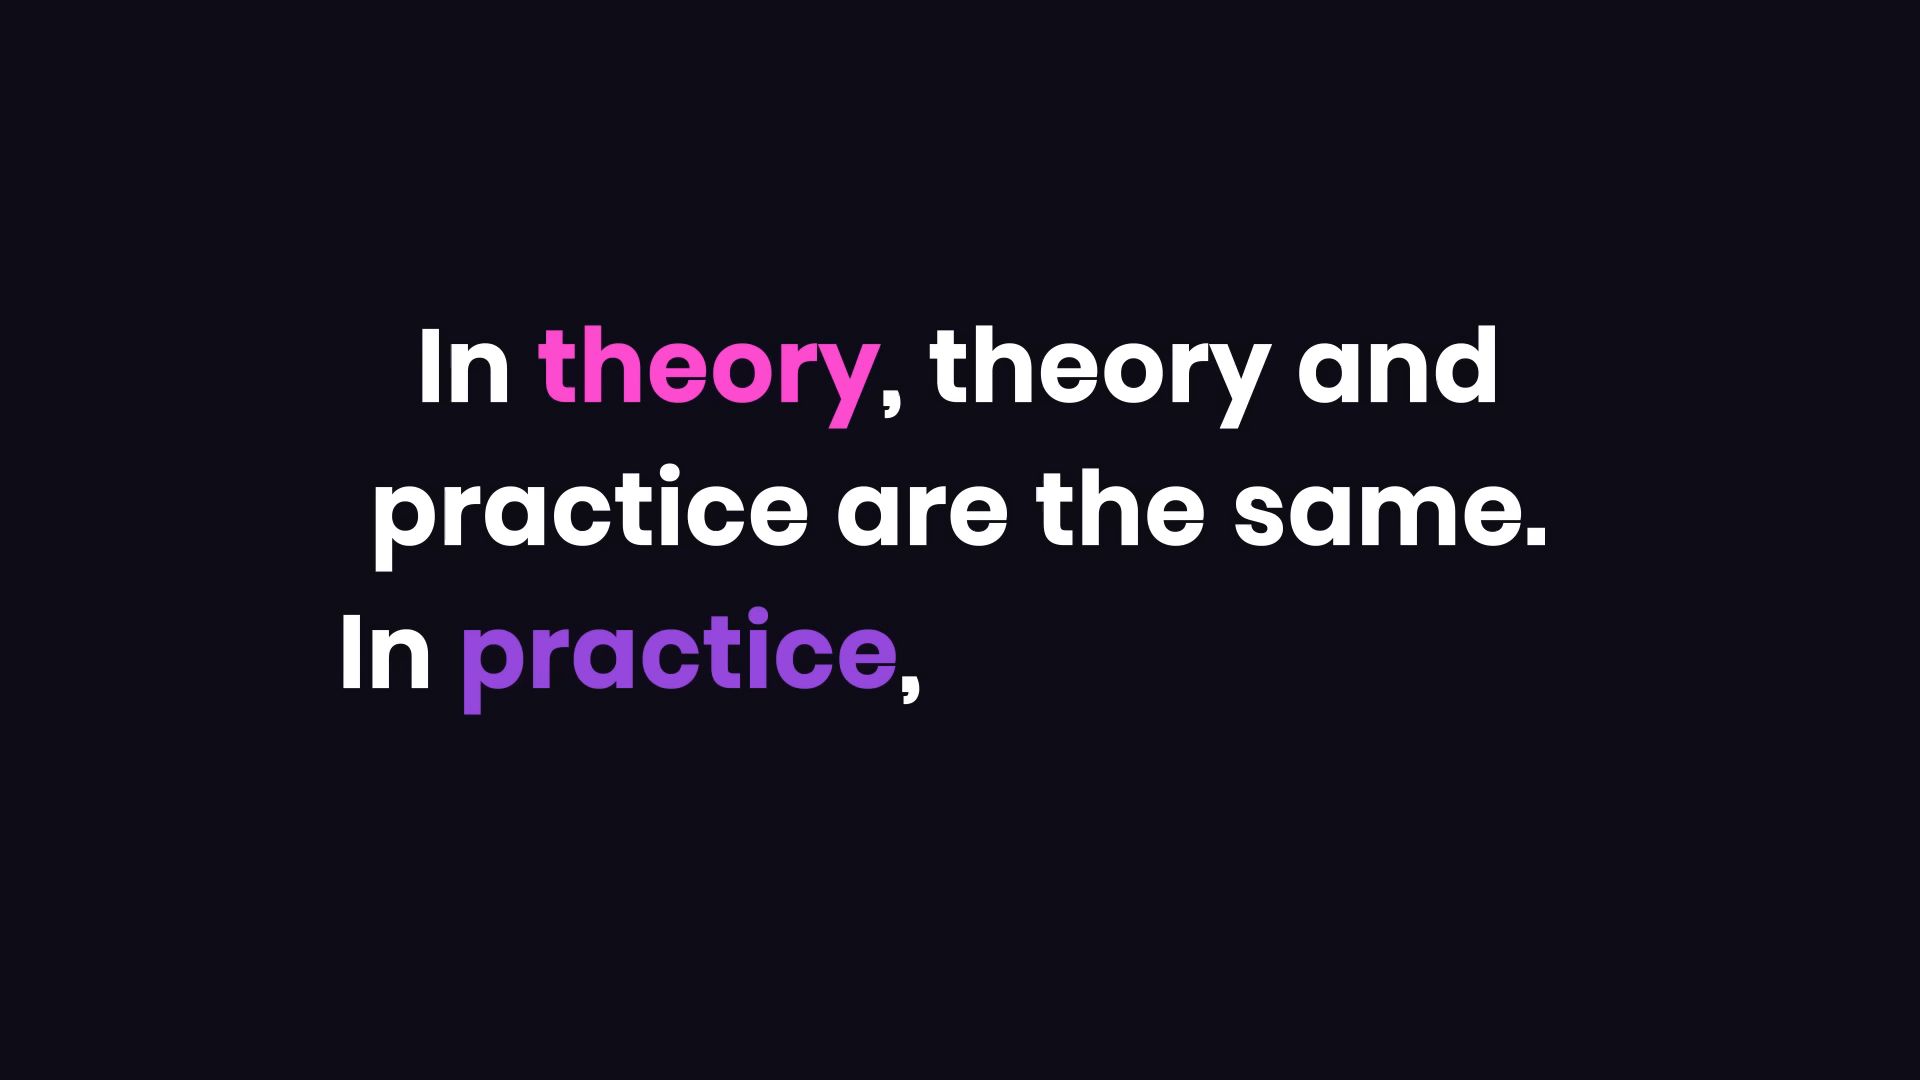 In theory, theory and
practice are the same.
In practice,